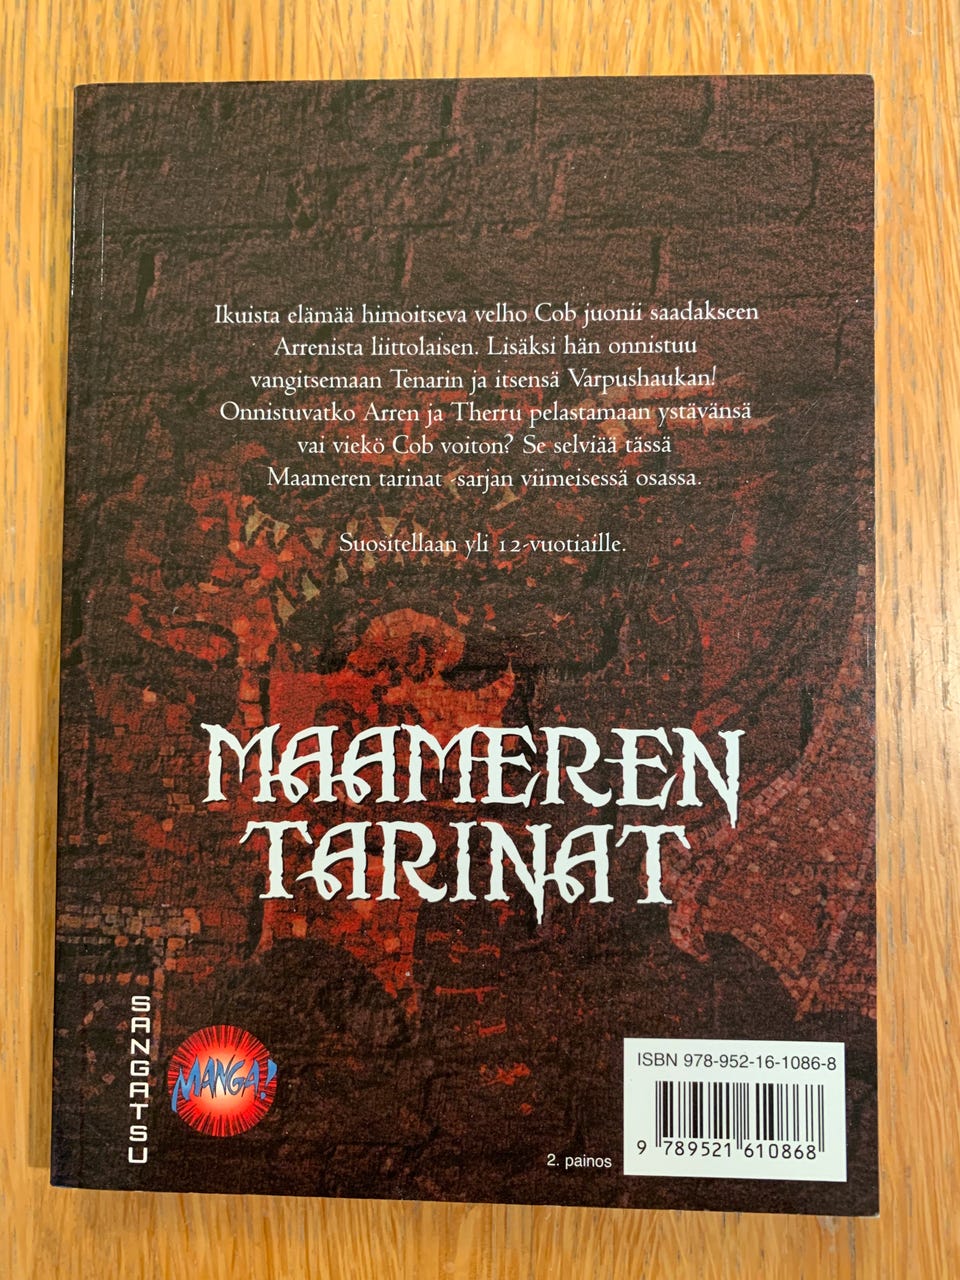 Ikuista elämää himoitseva velho Cob juonii saadakseen
Arrenista liittolaisen. Lisäksi hän onnistuu
vangitsemaan Tenarin ja itsensä Varpushaukan!
Onnistuvatko Arren ja Therru pelastamaan ystävänsä
vai viekö Cob voiton? Se selviää tässä
Maameren tarinat -sarjan viimeisessä osassa.
Suositellaan yli 12-vuotiaille.
MAAMEREN
TARINAT
SANGATSU
MANGA!
ISBN 978-952-16-1086-8
9 789521 610868
2. painos